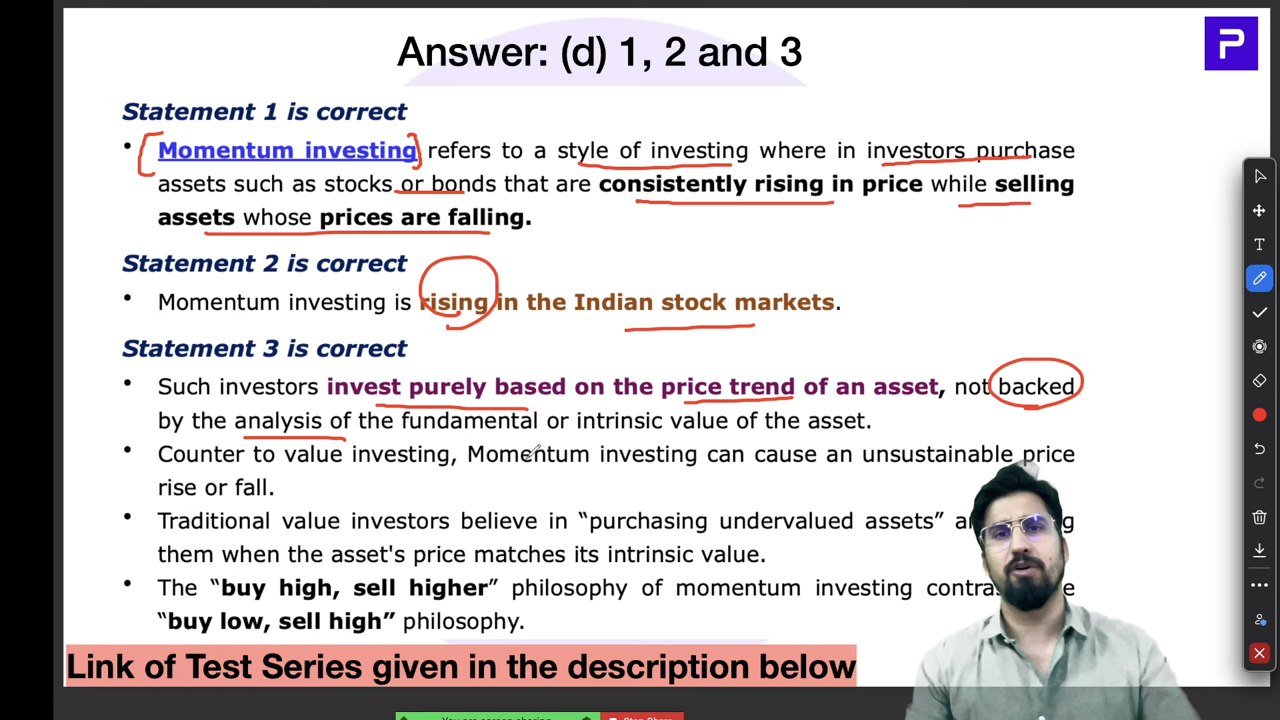 Answer: (d) 1, 2 and 3
P
Statement 1 is correct
• Momentum investing refers to a style of investing where in investors purchase
assets such as stocks or bonds that are consistently rising in price while selling
assets whose prices are falling.
Statement 2 is correct
• Momentum investing is rising in the Indian stock markets.
Statement 3 is correct
• Such investors invest purely based on the price trend of an asset, not backed
by the analysis of the fundamental or intrinsic value of the asset.
• Counter to value investing, Momentum investing can cause an unsustainable price
rise or fall.
• Traditional value investors believe in “purchasing undervalued assets”
them when the asset's price matches its intrinsic value.
• The “buy high, sell higher” philosophy of momentum investing
“buy low, sell high” philosophy.
Link of Test Series given in the description below